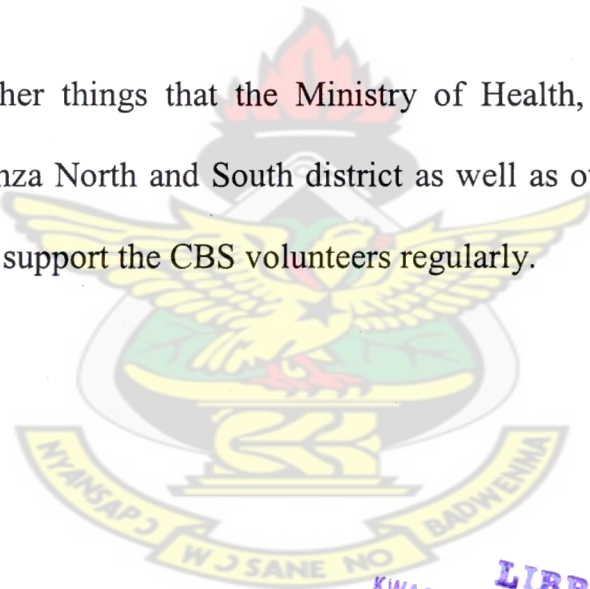 her things that the Ministry of Health,
nza North and South district as well as
support the CBS volunteers regularly.
NYANSAPƆ WƆSANE NO BADWENMA